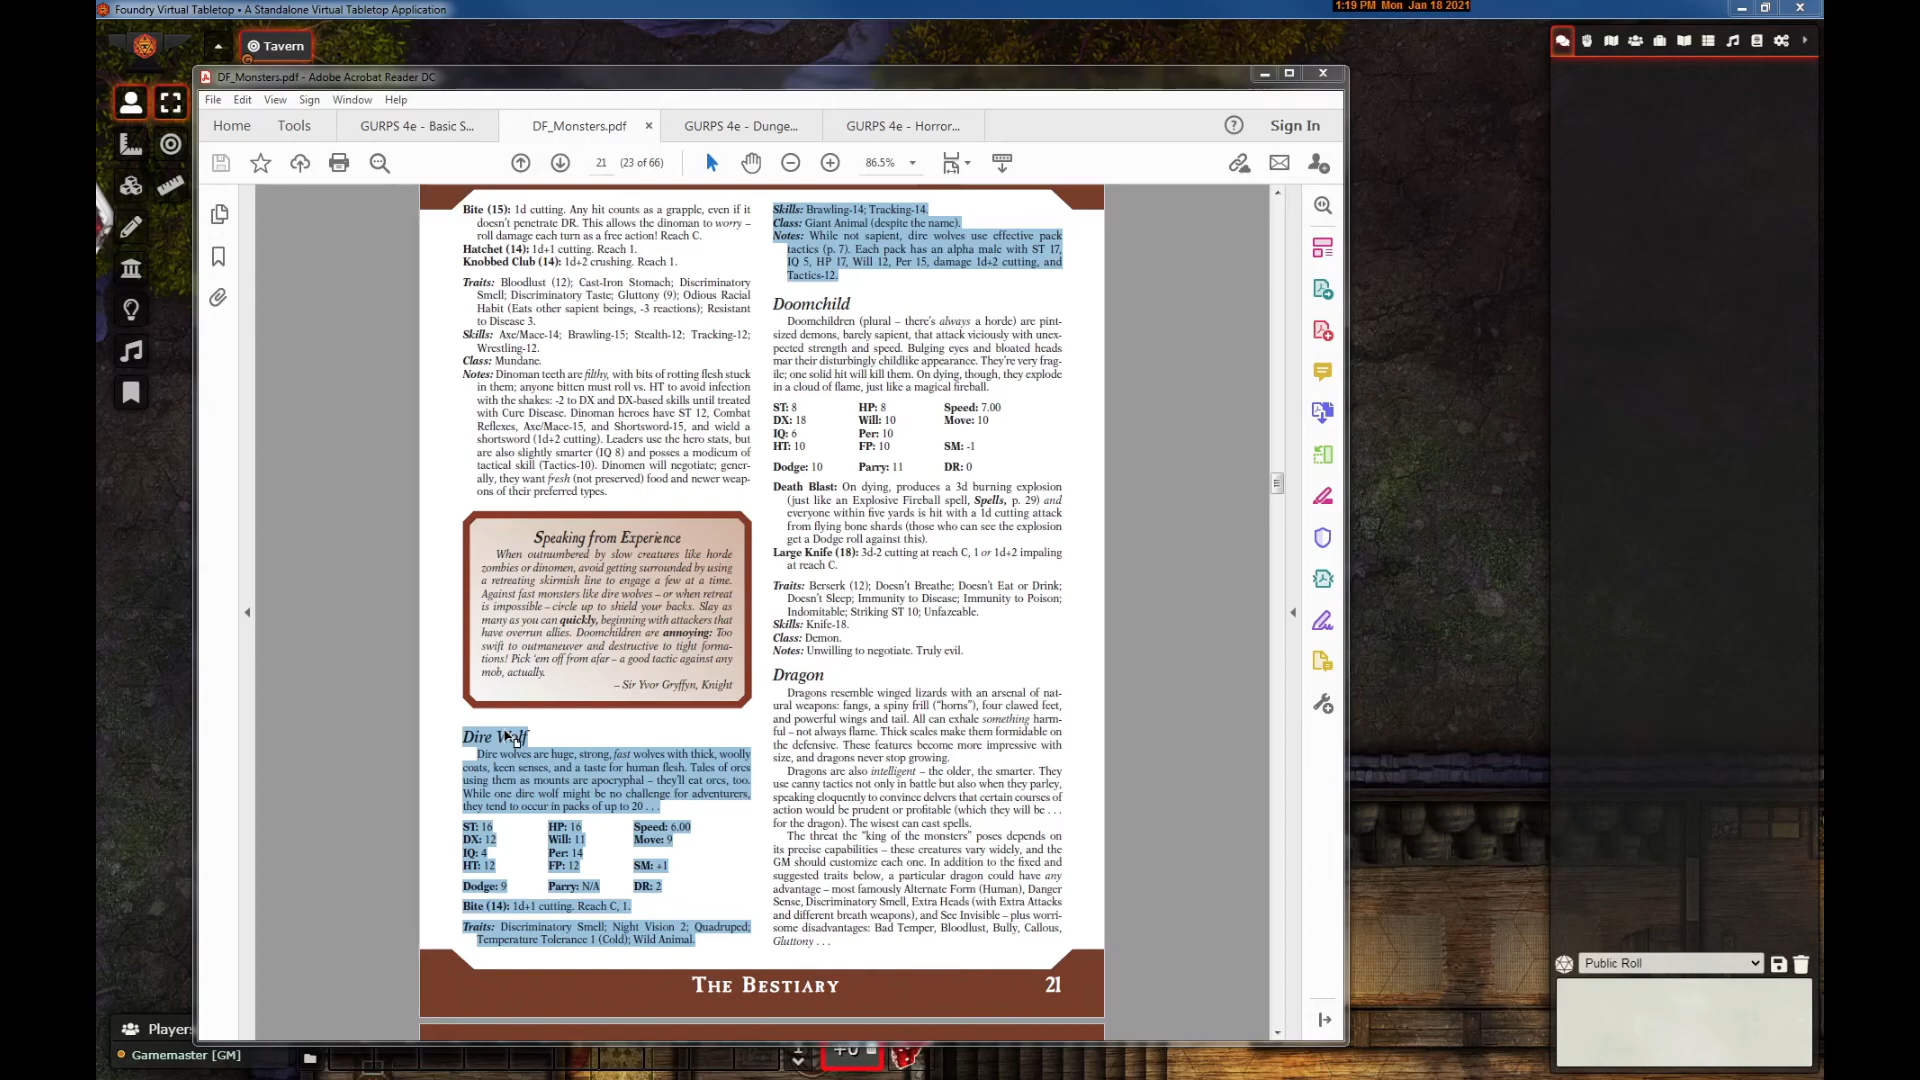 Foundry Virtual Tabletop • A Standalone Virtual Tabletop Application
1:19 PM Mon Jan 18 2021
Tavern
DF_Monsters.pdf - Adobe Acrobat Reader DC
File Edit View Sign Window Help
Home Tools GURPS 4e - Basic S... DF_Monsters.pdf × GURPS 4e - Dunge... GURPS 4e - Horror... Sign In
21 (23 of 66) 86.5%
Bite (15): 1d cutting. Any hit counts as a grapple, even if it
doesn't penetrate DR. This allows the dinoman to worry –
roll damage each turn as a free action! Reach C.
Hatchet (14): 1d+1 cutting. Reach 1.
Knobbed Club (14): 1d+2 crushing. Reach 1.
Traits: Bloodlust (12); Cast-Iron Stomach; Discriminatory
Smell; Discriminatory Taste; Gluttony (9); Odious Racial
Habit (Eats other sapient beings, -3 reactions); Resistant
to Disease 3.
Skills: Axe/Mace-14; Brawling-15; Stealth-12; Tracking-12;
Wrestling-12.
Class: Mundane.
Notes: Dinoman teeth are filthy, with bits of rotting flesh stuck
in them; anyone bitten must roll vs. HT to avoid infection
with the shakes: -2 to DX and DX-based skills until treated
with Cure Disease. Dinoman heroes have ST 12, Combat
Reflexes, Axe/Mace-15, and Shortsword-15, and wield a
shortsword (1d+2 cutting). Leaders use the hero stats, but
are also slightly smarter (IQ 8) and posses a modicum of
tactical skill (Tactics-10). Dinomen will negotiate; gener-
ally, they want fresh (not preserved) food and newer weap-
ons of their preferred types.
Speaking from Experience
When outnumbered by slow creatures like horde
zombies or dinomen, avoid getting surrounded by using
a retreating skirmish line to engage a few at a time.
Against fast monsters like dire wolves – or when retreat
is impossible – circle up to shield your backs. Slay as
many as you can quickly, beginning with attackers that
have overrun allies. Doomchildren are annoying: Too
swift to outmaneuver and destructive to tight forma-
tions! Pick 'em off from afar – a good tactic against any
mob, actually.
– Sir Yvor Gryffyn, Knight
Dire Wolf
Dire wolves are huge, strong, fast wolves with thick, woolly
coats, keen senses, and a taste for human flesh. Tales of orcs
using them as mounts are apocryphal – they'll eat orcs, too.
While one dire wolf might be no challenge for adventurers,
they tend to occur in packs of up to 20 . . .
ST: 16 HP: 16 Speed: 6.00
DX: 12 Will: 11 Move: 9
IQ: 4 Per: 14
HT: 12 FP: 12 SM: +1
Dodge: 9 Parry: N/A DR: 2
Bite (14): 1d+1 cutting. Reach C, 1.
Traits: Discriminatory Smell; Night Vision 2; Quadruped;
Temperature Tolerance 1 (Cold); Wild Animal.
Skills: Brawling-14; Tracking-14.
Class: Giant Animal (despite the name).
Notes: While not sapient, dire wolves use effective pack
tactics (p. 7). Each pack has an alpha male with ST 17,
IQ 5, HP 17, Will 12, Per 15, damage 1d+2 cutting, and
Tactics-12.
Doomchild
Doomchildren (plural – there's always a horde) are pint-
sized demons, barely sapient, that attack viciously with unex-
pected strength and speed. Bulging eyes and bloated heads
mar their disturbingly childlike appearance. They're very frag-
ile; one solid hit will kill them. On dying, though, they explode
in a cloud of flame, just like a magical fireball.
ST: 8 HP: 8 Speed: 7.00
DX: 18 Will: 10 Move: 10
IQ: 6 Per: 10
HT: 10 FP: 10 SM: -1
Dodge: 10 Parry: 11 DR: 0
Death Blast: On dying, produces a 3d burning explosion
(just like an Explosive Fireball spell, Spells, p. 29) and
everyone within five yards is hit with a 1d cutting attack
from flying bone shards (those who can see the explosion
get a Dodge roll against this).
Large Knife (18): 3d-2 cutting at reach C, 1 or 1d+2 impaling
at reach C.
Traits: Berserk (12); Doesn't Breathe; Doesn't Eat or Drink;
Doesn't Sleep; Immunity to Disease; Immunity to Poison;
Indomitable; Striking ST 10; Unfazeable.
Skills: Knife-18.
Class: Demon.
Notes: Unwilling to negotiate. Truly evil.
Dragon
Dragons resemble winged lizards with an arsenal of nat-
ural weapons: fangs, a spiny frill ("horns"), four clawed feet,
and powerful wings and tail. All can exhale something harm-
ful – not always flame. Thick scales make them formidable on
the defensive. These features become more impressive with
size, and dragons never stop growing.
Dragons are also intelligent – the older, the smarter. They
use canny tactics not only in battle but also when they parley,
speaking eloquently to convince delvers that certain courses of
action would be prudent or profitable (which they will be . . .
for the dragon). The wisest can cast spells.
The threat the "king of the monsters" poses depends on
its precise capabilities – these creatures vary widely, and the
GM should customize each one. In addition to the fixed and
suggested traits below, a particular dragon could have any
advantage – most famously Alternate Form (Human), Danger
Sense, Discriminatory Smell, Extra Heads (with Extra Attacks
and different breath weapons), and See Invisible – plus worri-
some disadvantages: Bad Temper, Bloodlust, Bully, Callous,
Gluttony . . .
The Bestiary 21
Public Roll
Players
Gamemaster [GM]
1
+0